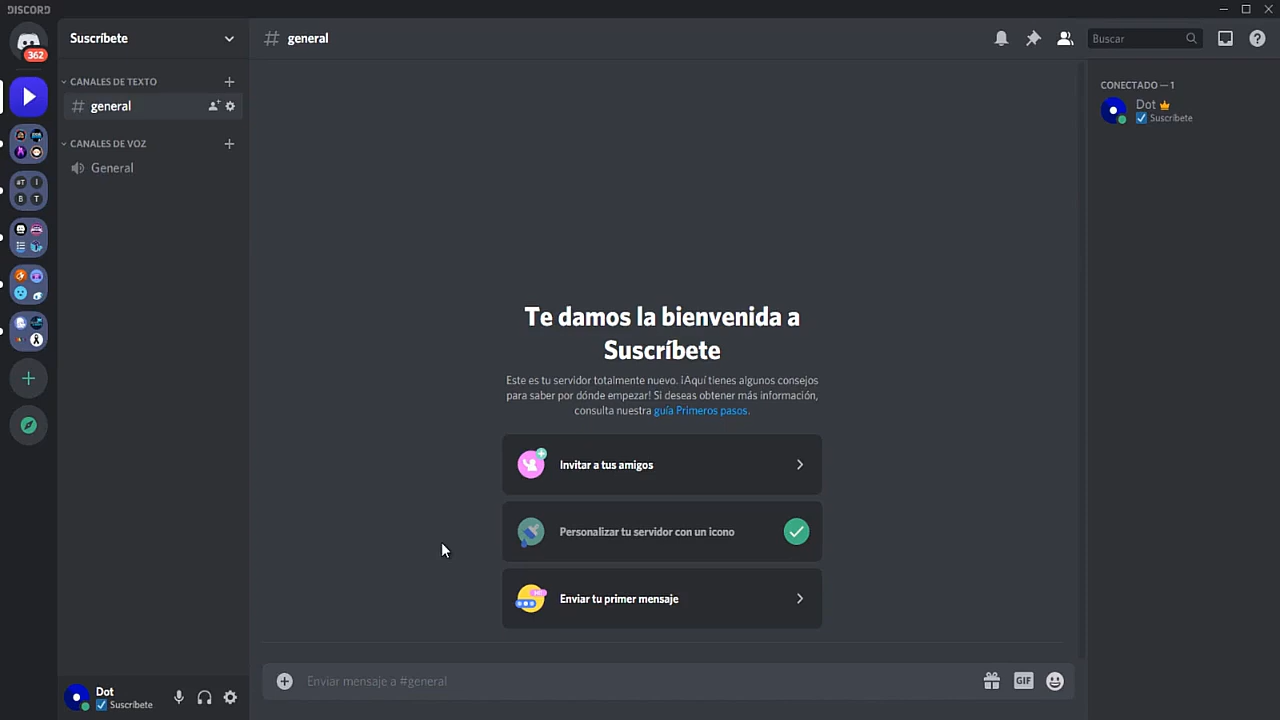 DISCORD
362
Suscríbete
CANALES DE TEXTO
general
CANALES DE VOZ
General
#T I
B T
Dot
Suscríbete
general
Buscar
Te damos la bienvenida a
Suscríbete
Este es tu servidor totalmente nuevo. ¡Aquí tienes algunos consejos
para saber por dónde empezar! Si deseas obtener más información,
consulta nuestra guía Primeros pasos.
Invitar a tus amigos
Personalizar tu servidor con un icono
Enviar tu primer mensaje
Enviar mensaje a #general
GIF
CONECTADO — 1
Dot
Suscríbete